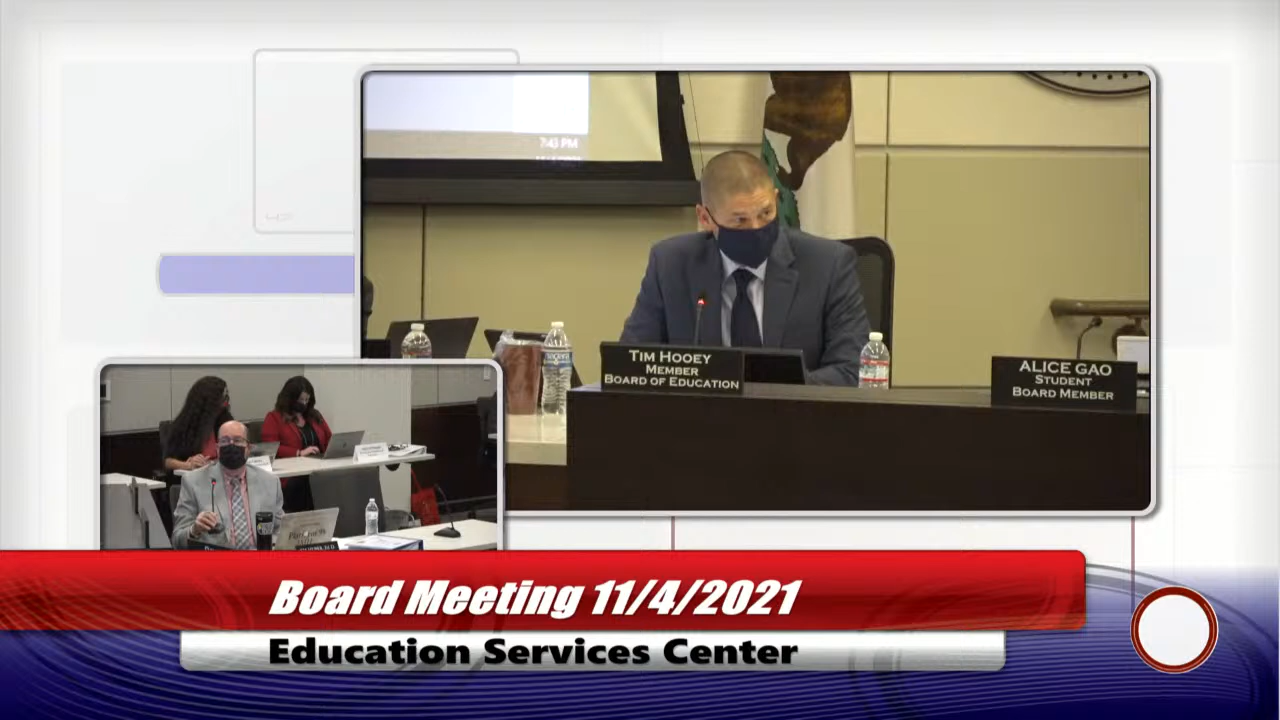 7:43 PM
TIM HOOEY
MEMBER
BOARD OF EDUCATION
ALICE GAO
STUDENT
BOARD MEMBER
Board Meeting 11/4/2021
Education Services Center